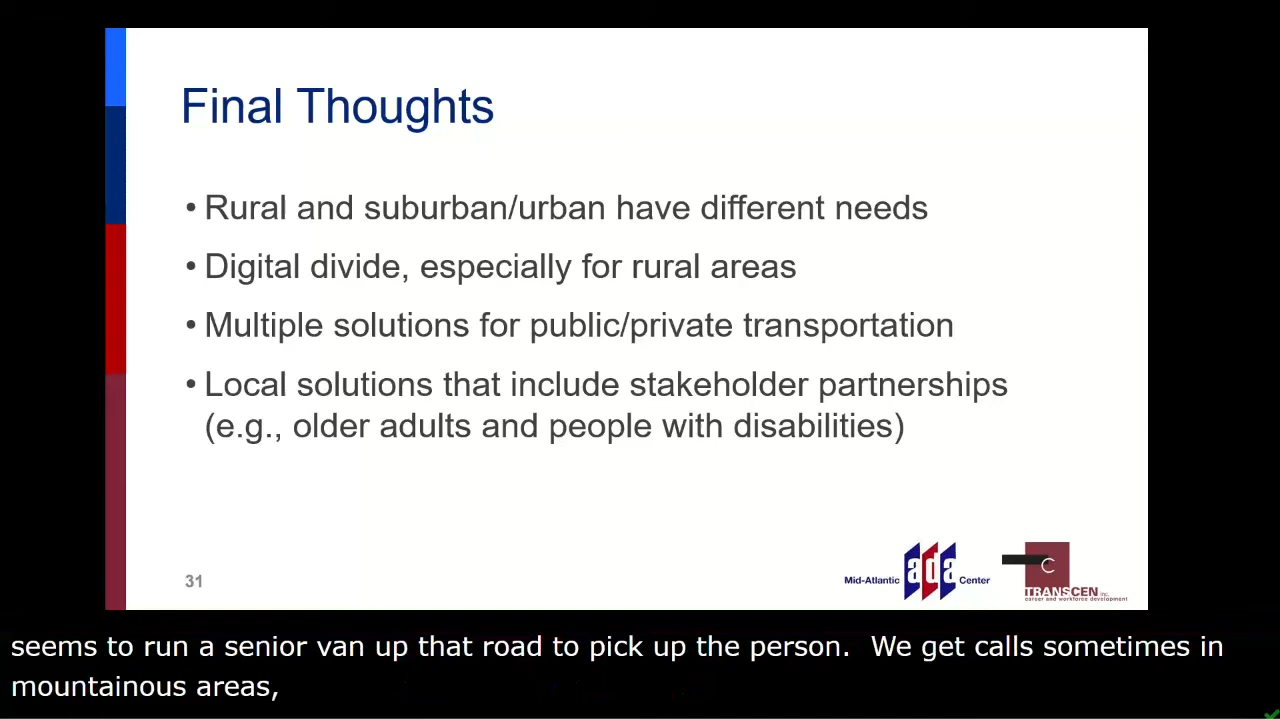 Final Thoughts
• Rural and suburban/urban have different needs
• Digital divide, especially for rural areas
• Multiple solutions for public/private transportation
• Local solutions that include stakeholder partnerships
(e.g., older adults and people with disabilities)
31
Mid-Atlantic ada Center
C
TRANSCEN inc.
career and workforce development
seems to run a senior van up that road to pick up the person.  We get calls sometimes in
mountainous areas,